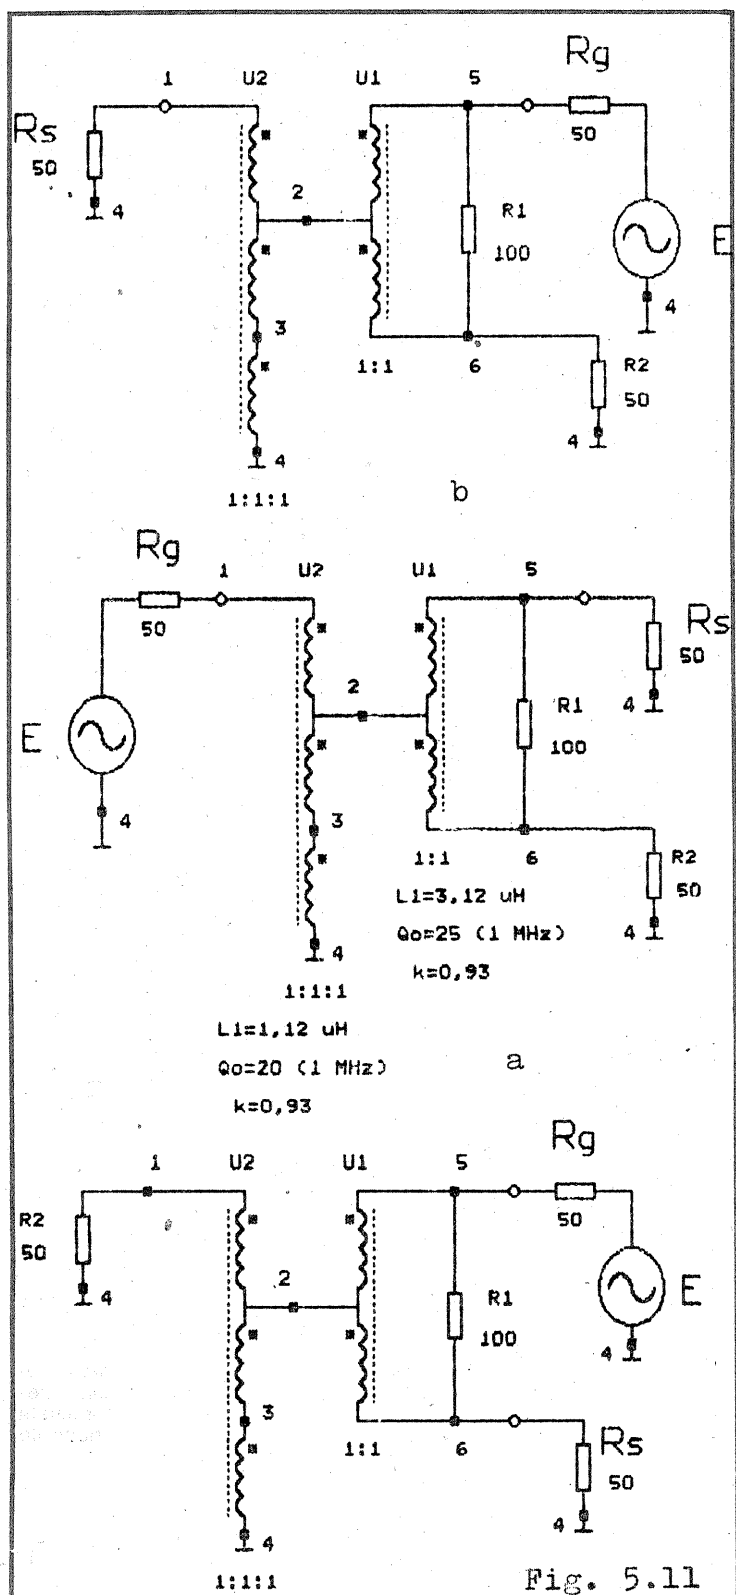 Rg
1 U2 U1 5
Rs 50
50
4 2
R1 100
E
3
4
1:1 6
R2 50
4
4
1:1:1
b
Rg
1 U2 U1 5
50
Rs 50
2
4
R1 100
E
4
3
1:1 6
R2 50
L1=3,12 uH
4
Qo=25 (1 MHz)
4
k=0,93
1:1:1
L1=1,12 uH
Qo=20 (1 MHz)
a
k=0,93
Rg
1 U2 U1 5
R2 50
50
2
4
R1 100
E
4
3
1:1 6
Rs 50
4
4
1:1:1
Fig. 5.11